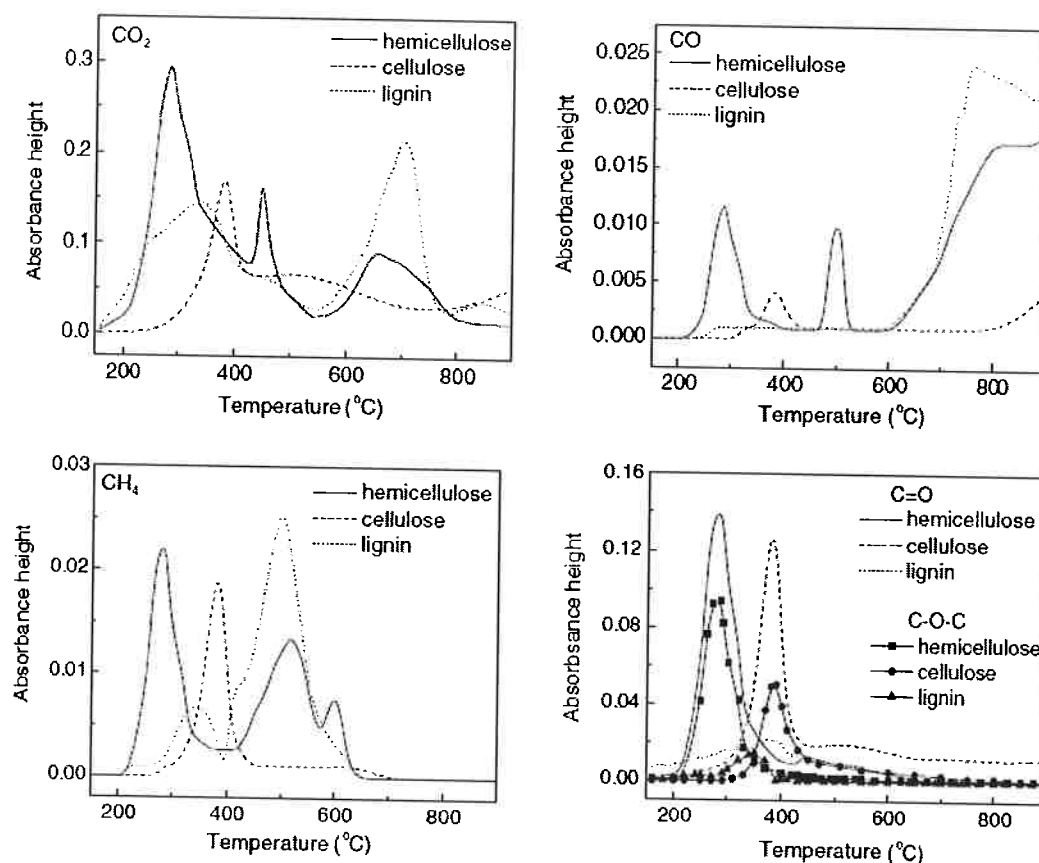 CO2
hemicellulose
cellulose
lignin
0.3
0.2
0.1
0.0
Absorbance height
200 400 600 800
Temperature (°C)
CO
hemicellulose
cellulose
lignin
0.025
0.020
0.015
0.010
0.005
0.000
Absorbance height
200 400 600 800
Temperature (°C)
CH4
hemicellulose
cellulose
lignin
0.03
0.02
0.01
0.00
Absorbance height
200 400 600 800
Temperature (°C)
C=O
hemicellulose
cellulose
lignin
C-O-C
hemicellulose
cellulose
lignin
0.16
0.12
0.08
0.04
0.00
Absorbsance height
200 400 600 800
Temperature (°C)